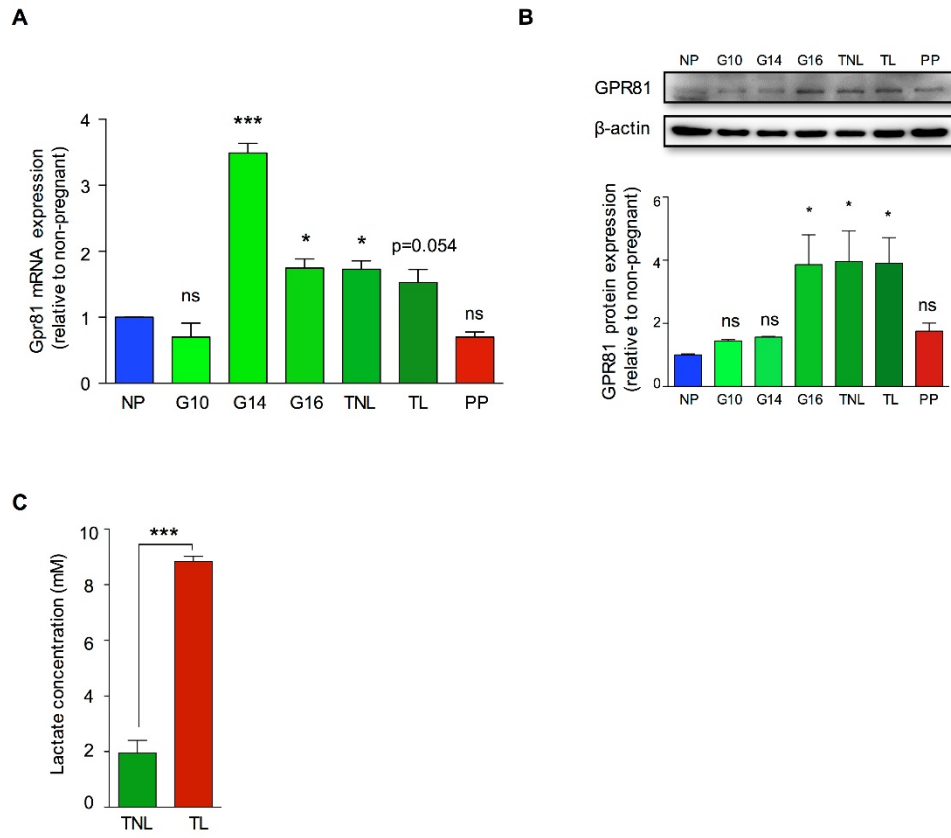 A
Gpr81 mRNA expression
(relative to non-pregnant)
4
3
2
1
0
ns
***
*
*
p=0.054
ns
NP G10 G14 G16 TNL TL PP
B
NP G10 G14 G16 TNL TL PP
GPR81
β-actin
GPR81 protein expression
(relative to non-pregnant)
6
4
2
0
ns
ns
*
*
*
ns
NP G10 G14 G16 TNL TL PP
C
Lactate concentration (mM)
10
8
6
4
2
0
***
TNL TL